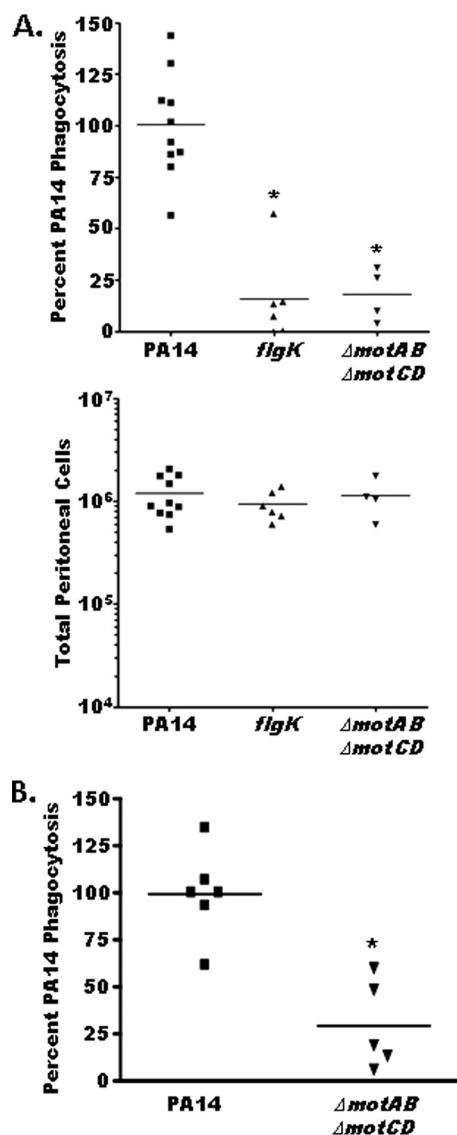 A.
Percent PA14 Phagocytosis
150
125
100
75
50
25
0
*
*
PA14
flgK
ΔmotAB
ΔmotCD
Total Peritoneal Cells
10⁷
10⁶
10⁵
10⁴
PA14
flgK
ΔmotAB
ΔmotCD
B.
Percent PA14 Phagocytosis
150
125
100
75
50
25
0
*
PA14
ΔmotAB
ΔmotCD